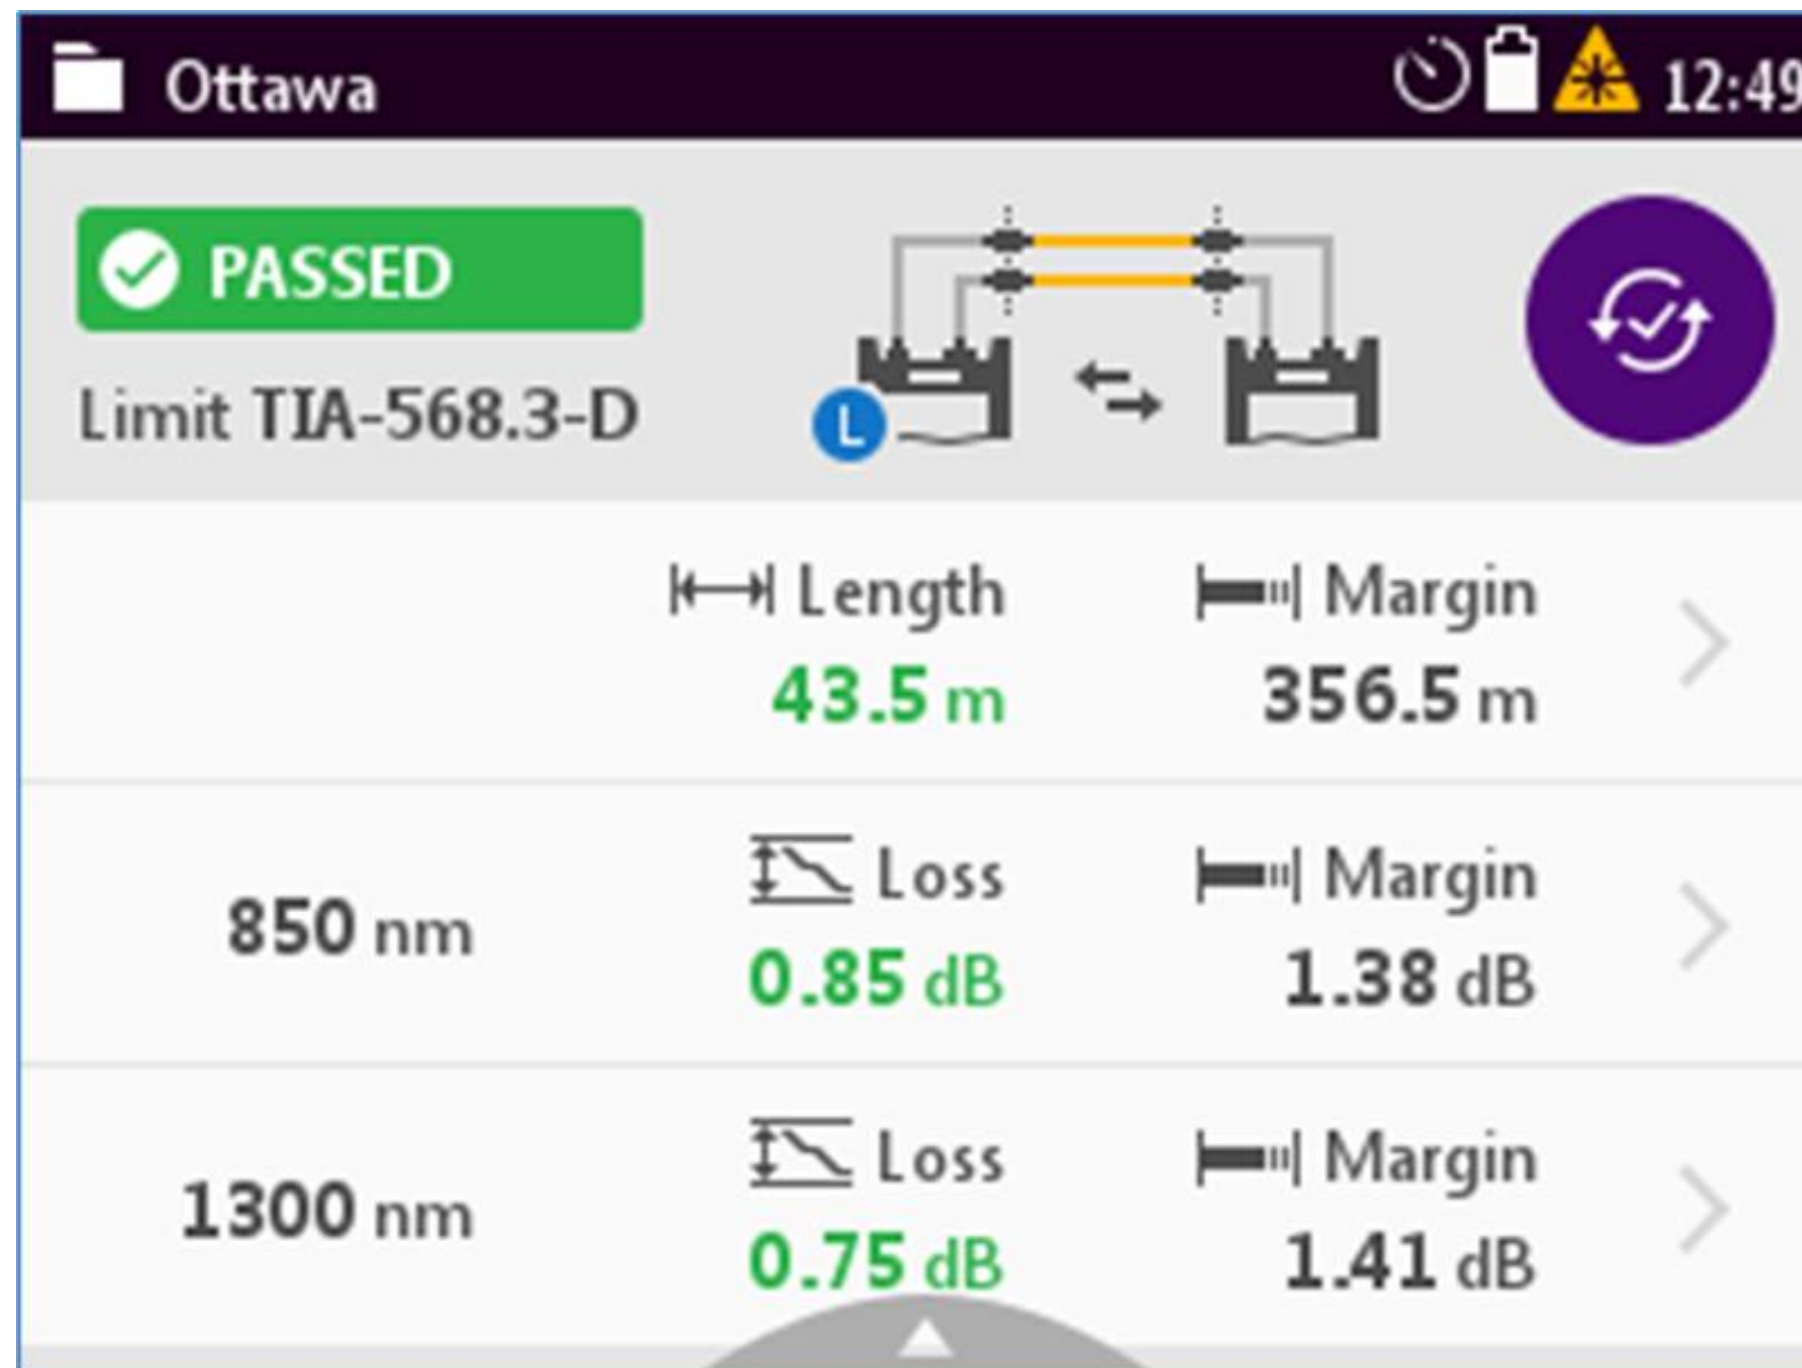 Ottawa 12:49
PASSED
Limit TIA-568.3-D
L
Length Margin
43.5 m 356.5 m
Loss Margin
850 nm 0.85 dB 1.38 dB
Loss Margin
1300 nm 0.75 dB 1.41 dB